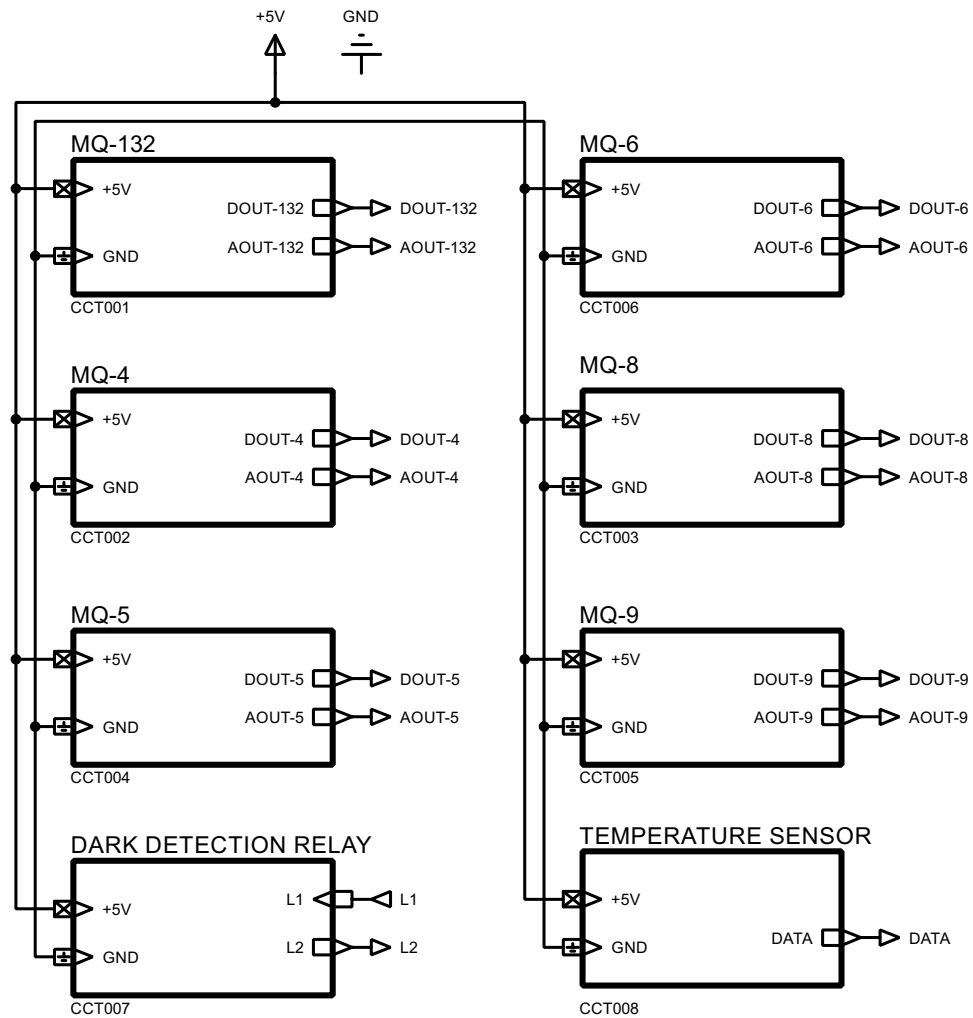 +5V GND
MQ-132
+5V
DOUT-132 DOUT-132
AOUT-132 AOUT-132
GND
CCT001
MQ-6
+5V
DOUT-6 DOUT-6
AOUT-6 AOUT-6
GND
CCT006
MQ-4
+5V
DOUT-4 DOUT-4
AOUT-4 AOUT-4
GND
CCT002
MQ-8
+5V
DOUT-8 DOUT-8
AOUT-8 AOUT-8
GND
CCT003
MQ-5
+5V
DOUT-5 DOUT-5
AOUT-5 AOUT-5
GND
CCT004
MQ-9
+5V
DOUT-9 DOUT-9
AOUT-9 AOUT-9
GND
CCT005
DARK DETECTION RELAY
+5V
L1 L1
L2 L2
GND
CCT007
TEMPERATURE SENSOR
+5V
DATA DATA
GND
CCT008